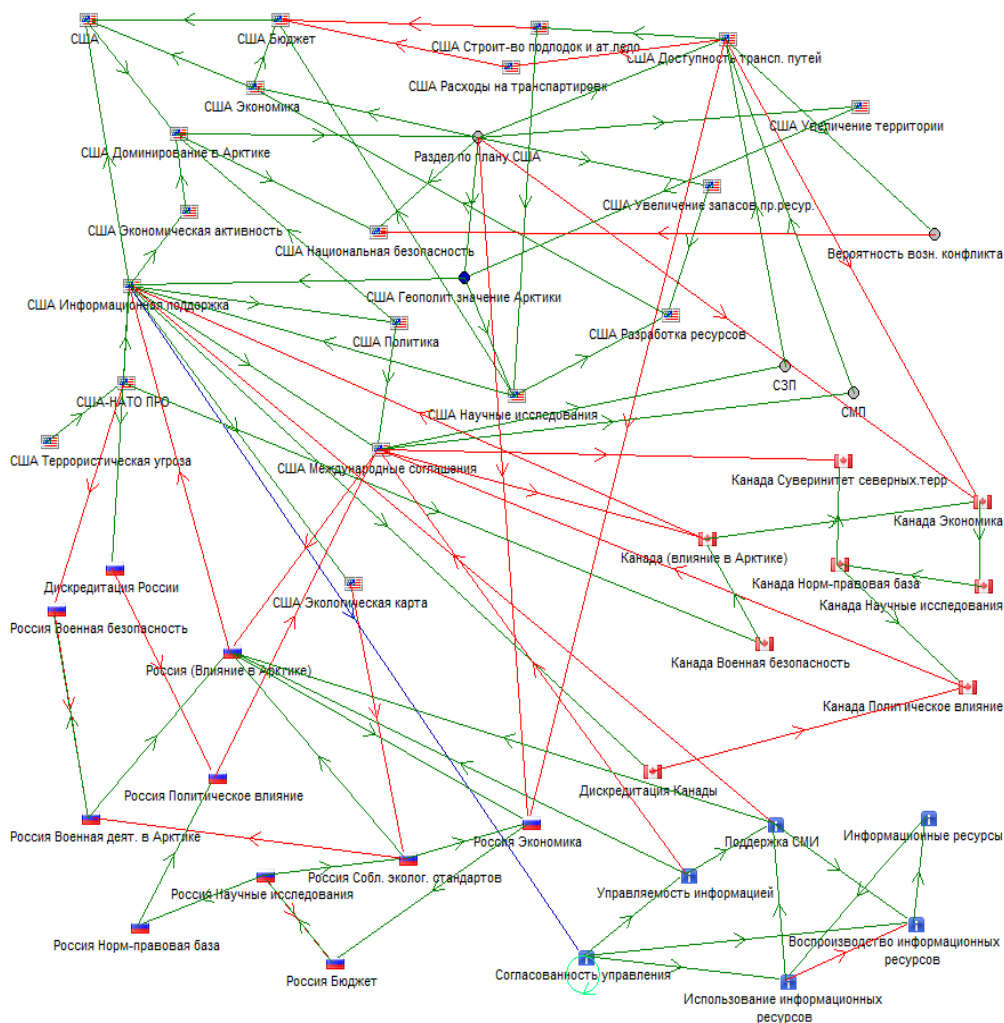 США
США Бюджет
США Строит-во подлодок и ат.лело
США Доступность трансп. путей
США Расходы на транспартировк
США Экономика
США Увеличение территории
США Доминирование в Арктике
Раздел по плану США
США Увеличение запасов пр.ресур.
США Экономическая активность
США Национальная безопасность
Вероятность возн. конфликта
США Информационная поддержка
США Геополит значение Арктики
США Политика
США Разработка ресурсов
СЗП
США-НАТО ПРО
США Научные исследования
СМП
США Террористическая угроза
США Международные соглашения
Канада Суверинитет северных.терр
Канада Экономика
Канада (влияние в Арктике)
Канада Норм-правовая база
Дискредитация России
США Экологическая карта
Канада Научные исследования
Россия Военная безопасность
Россия (Влияние в Арктике)
Канада Военная безопасность
Канада Политическое влияние
Россия Политическое влияние
Дискредитация Канады
Россия Военная деят. в Арктике
Россия Экономика
Поддержка СМИ
Информационные ресурсы
Россия Собл. эколог. стандартов
Россия Научные исследования
Управляемость информацией
Россия Норм-правовая база
Воспроизводство информационных
ресурсов
Россия Бюджет
Согласованность управления
Использование информационных
ресурсов